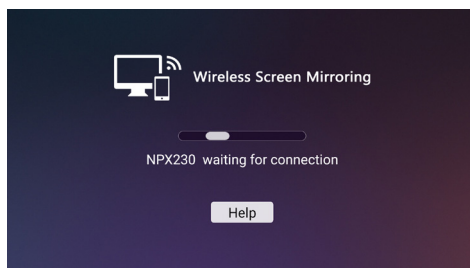 Wireless Screen Mirroring
NPX230 waiting for connection
Help